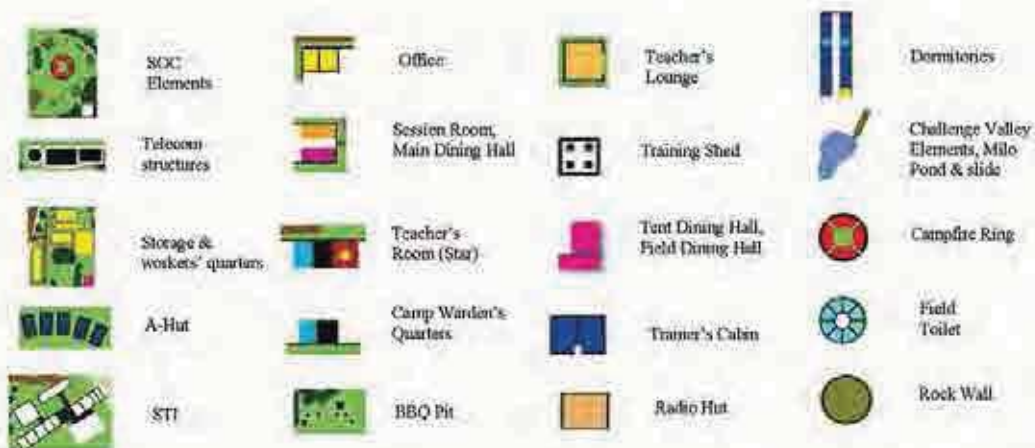 SOC
Elements
Office
Teacher's
Lounge
Dormitories
Telecom
structures
Session Room,
Main Dining Hall
Training Shed
Challenge Valley
Elements, Milo
Pond & slide
Storage &
workers' quarters
Teacher's
Room (Star)
Tent Dining Hall,
Field Dining Hall
Campfire Ring
A-Hut
Camp Warden's
Quarters
Trainer's Cabin
Field
Toilet
STI
BBQ Pit
Radio Hut
Rock Wall